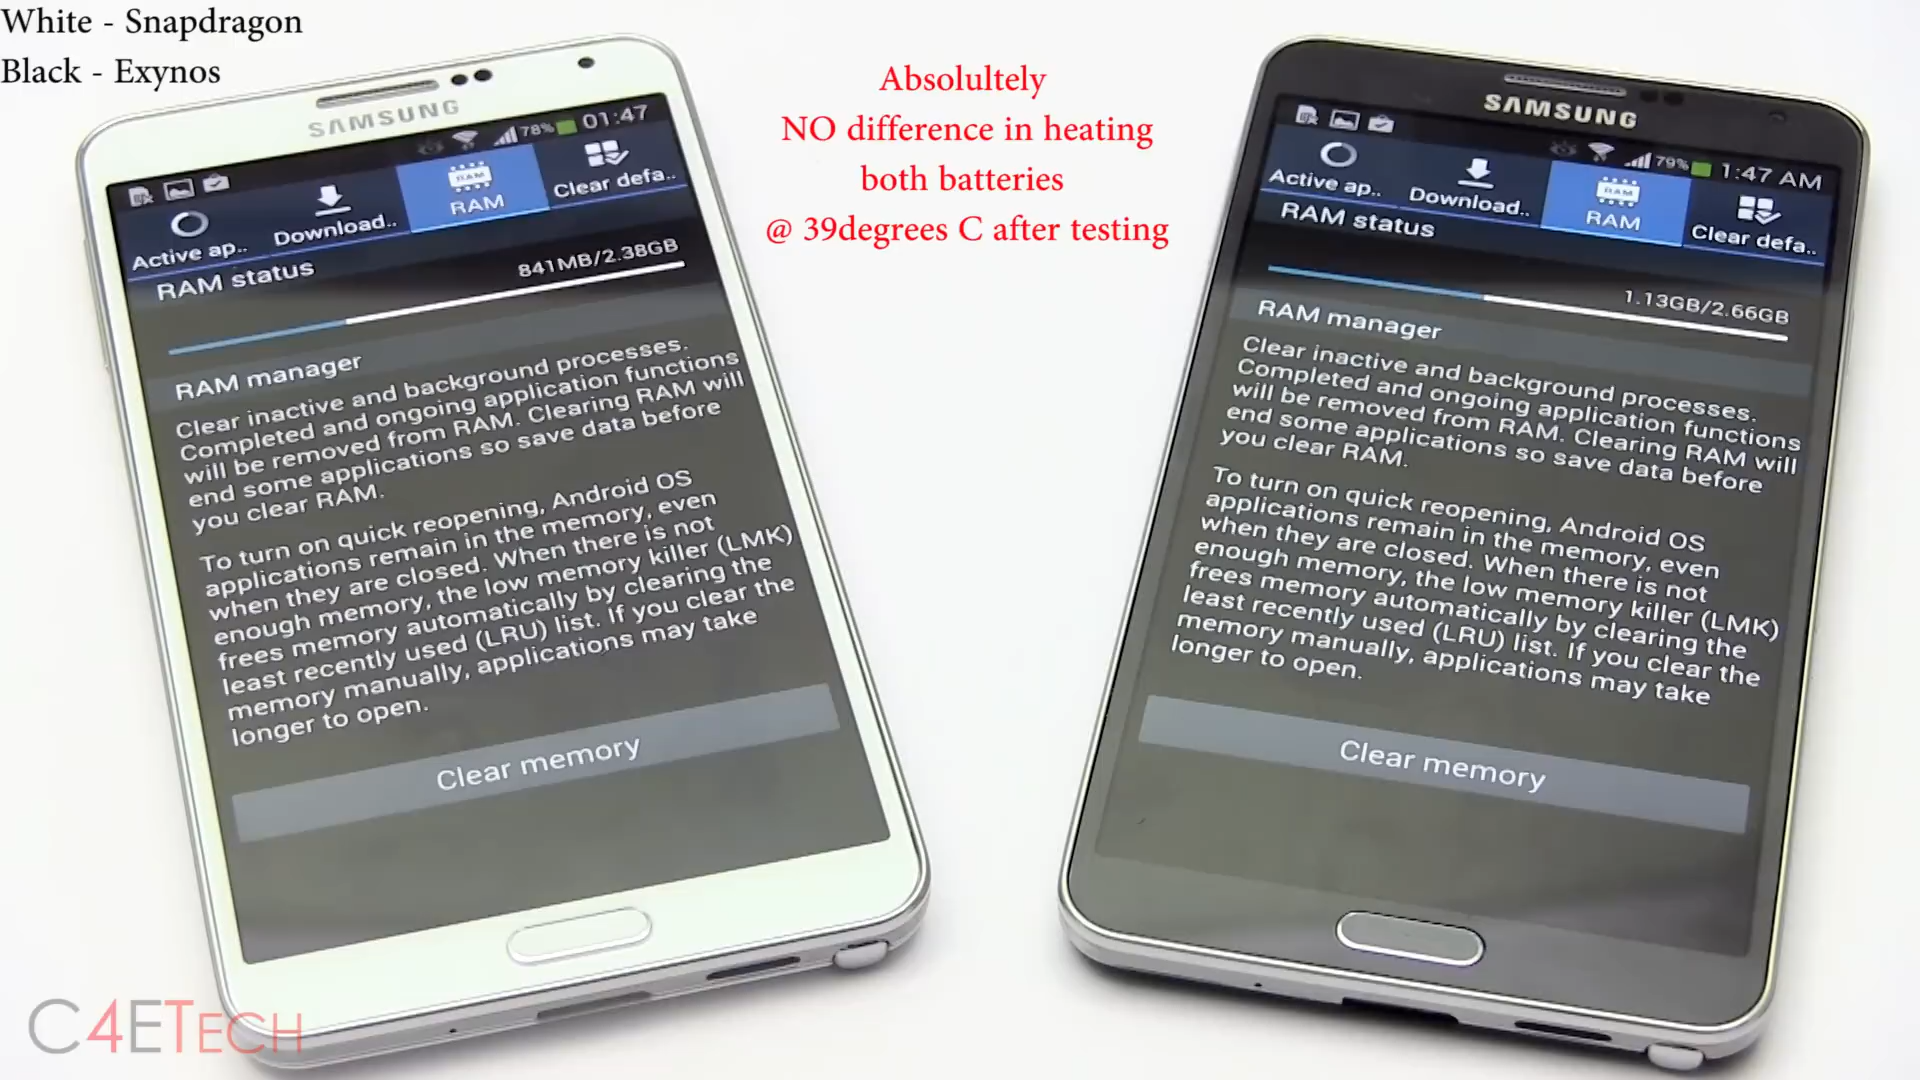 White - Snapdragon
Black - Exynos
Absolultely
NO difference in heating
both batteries
@ 39degrees C after testing
SAMSUNG
78% 01:47
Active ap..
Download..
RAM
RAM
Clear defa..
RAM status
841MB/2.38GB
RAM manager
Clear inactive and background processes.
Completed and ongoing application functions
will be removed from RAM. Clearing RAM will
end some applications so save data before
you clear RAM.
To turn on quick reopening, Android OS
applications remain in the memory, even
when they are closed. When there is not
enough memory, the low memory killer (LMK)
frees memory automatically by clearing the
least recently used (LRU) list. If you clear the
memory manually, applications may take
longer to open.
Clear memory
SAMSUNG
79% 1:47 AM
Active ap..
Download..
RAM
RAM
Clear defa..
RAM status
1.13GB/2.66GB
RAM manager
Clear inactive and background processes.
Completed and ongoing application functions
will be removed from RAM. Clearing RAM will
end some applications so save data before
you clear RAM.
To turn on quick reopening, Android OS
applications remain in the memory, even
when they are closed. When there is not
enough memory, the low memory killer (LMK)
frees memory automatically by clearing the
least recently used (LRU) list. If you clear the
memory manually, applications may take
longer to open.
Clear memory
C4ETECH